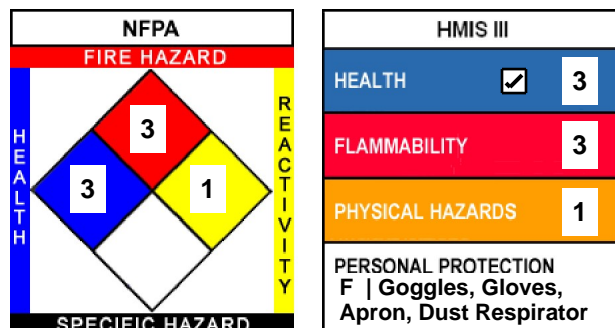 NFPA
FIRE HAZARD
HEALTH
REACTIVITY
3
3
1
SPECIFIC HAZARD
HMIS III
HEALTH 3
FLAMMABILITY 3
PHYSICAL HAZARDS 1
PERSONAL PROTECTION
F | Goggles, Gloves,
Apron, Dust Respirator